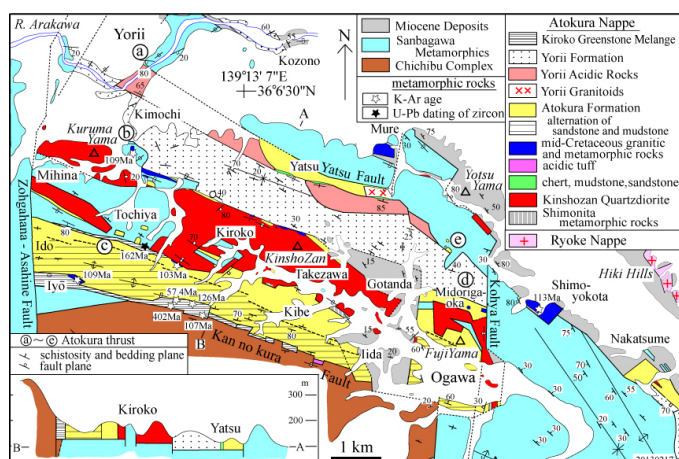 R. Arakawa
Yorii
a
Kozono
139°13' 7"E
36°6'30"N
N
A
Kimochi
b
Kuruma
Yama
109Ma
Mihina
Mure
Yatsu
Yatsu Fault
Yotsu
Yama
Tochiya
Zohgahana - Asahine Fault
Ido
c
162Ma
109Ma
103Ma
Iyō
57.4Ma
126Ma
402Ma
107Ma
B
Kiroko
KinshoZan
Takezawa
Gotanda
Kibe
Iida
Midoriga-
oka
FujiYama
Ogawa
d
e
Kohya Fault
Kan no kura
Fault
Shimo-
yokota
113Ma
Nakatsume
Hiki Hills
Miocene Deposits
Sanbagawa
Metamorphics
Chichibu Complex
metamorphic rocks
K-Ar age
U-Pb dating of zircon
Atokura Nappe
Kiroko Greenstone Melange
Yorii Formation
Yorii Acidic Rocks
Yorii Granitoids
Atokura Formation
alternation of
sandstone and mudstone
mid-Cretaceous granitic
and metamorphic rocks
acidic tuff
chert, mudstone,sandstone
Kinshozan Quartzdiorite
Shimonita
metamorphic rocks
Ryoke Nappe
a ~ e Atokura thrust
schistosity and bedding plane
fault plane
Kiroko
Yatsu
m
300
200
B
A
1 km
20130217